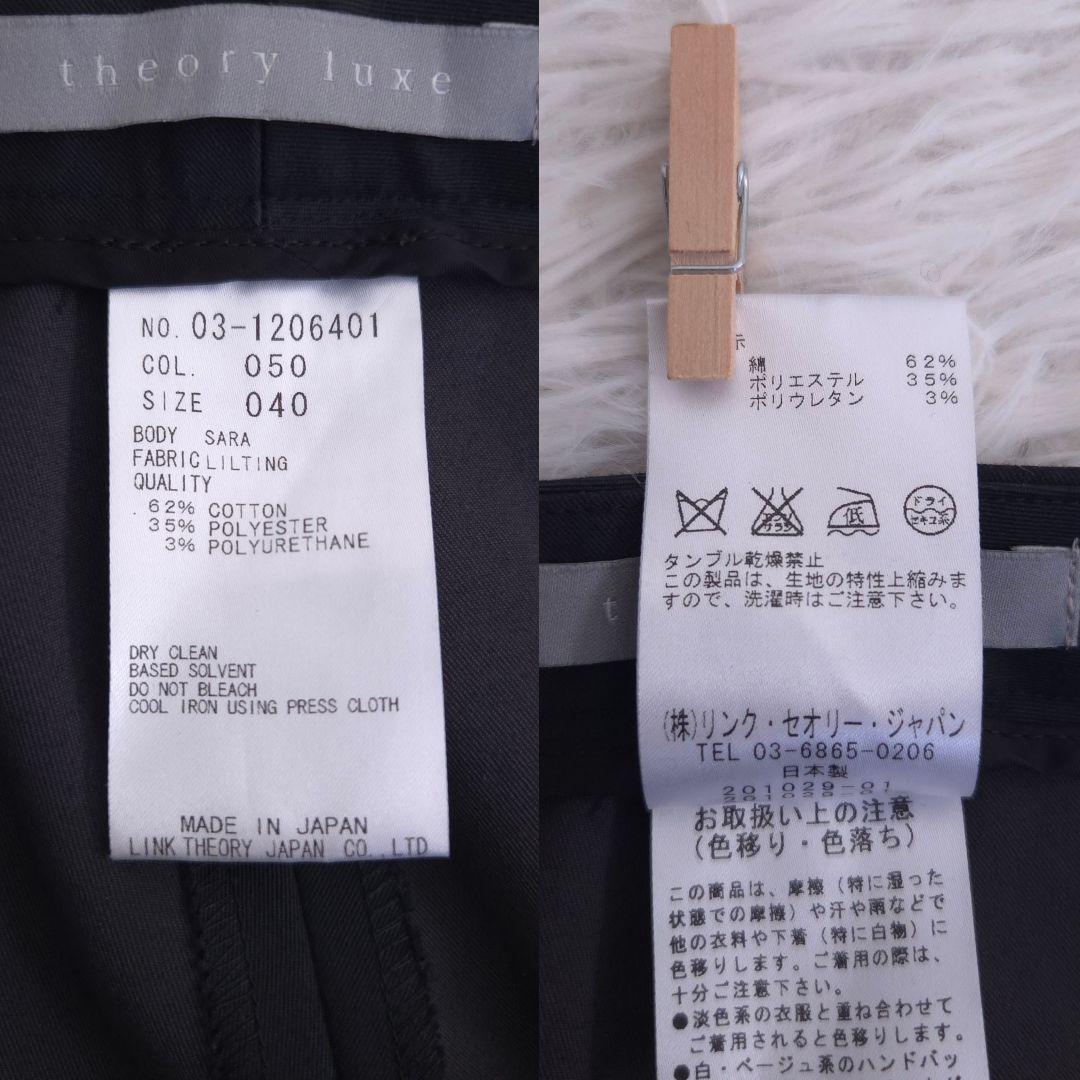 theory luxe
NO. 03-1206401
COL. 050
SIZE 040
BODY SARA
FABRIC LILTING
QUALITY
62% COTTON
35% POLYESTER
3% POLYURETHANE
DRY CLEAN
BASED SOLVENT
DO NOT BLEACH
COOL IRON USING PRESS CLOTH
MADE IN JAPAN
LINK THEORY JAPAN CO.,LTD
示
綿 62%
ポリエステル 35%
ポリウレタン 3%
エンソサラシ 低 ドライ セキユ系
タンブル乾燥禁止
この製品は、生地の特性上縮みま
すので、洗濯時はご注意下さい。
t
(株)リンク・セオリー・ジャパン
TEL 03-6865-0206
日本製
201029-01
お取扱い上の注意
(色移り・色落ち)
この商品は、摩擦(特に湿った
状態での摩擦)や汗や雨などで
他の衣料や下着(特に白物)に
色移りします。ご着用の際は、
十分ご注意下さい。
●淡色系の衣服と重ね合わせて
ご着用されると色移りします。
●白・ベージュ系のハンドバッ